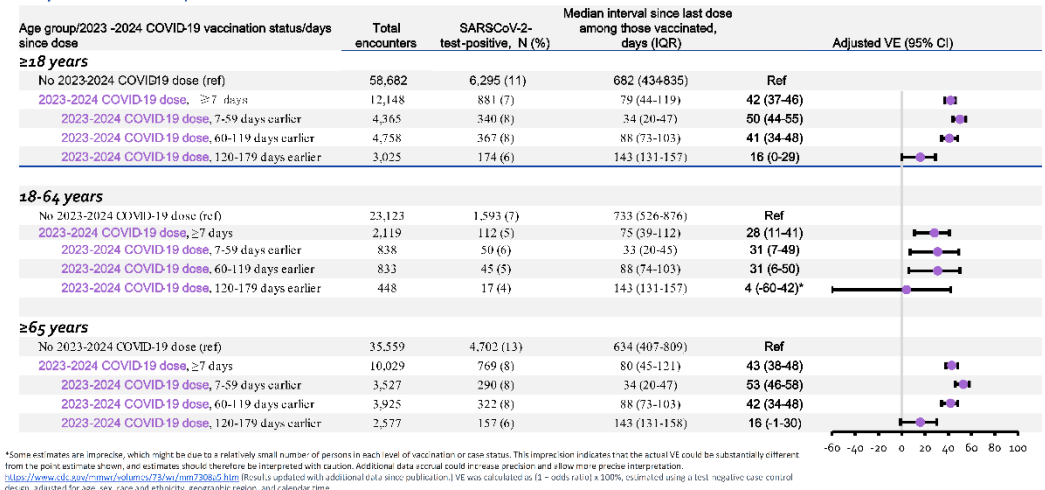 Age group/2023 -2024 COVID-19 vaccination status/days since dose Total encounters SARSCoV-2-test-positive, N (%) Median interval since last dose among those vaccinated, days (IQR) Adjusted VE (95% CI)
≥18 years
No 2023-2024 COVID19 dose (ref) 58,682 6,295 (11) 682 (434835) Ref
2023-2024 COVID-19 dose, ≥7 days 12,148 881 (7) 79 (44-119) 42 (37-46)
2023-2024 COVID-19 dose, 7-59 days earlier 4,365 340 (8) 34 (20-47) 50 (44-55)
2023-2024 COVID-19 dose, 60-119 days earlier 4,758 367 (8) 88 (73-103) 41 (34-48)
2023-2024 COVID-19 dose, 120-179 days earlier 3,025 174 (6) 143 (131-157) 16 (0-29)
18-64 years
No 2023-2024 COVID-19 dose (ref) 23,123 1,593 (7) 733 (526-876) Ref
2023-2024 COVID-19 dose, ≥7 days 2,119 112 (5) 75 (39-112) 28 (11-41)
2023-2024 COVID-19 dose, 7-59 days earlier 838 50 (6) 33 (20-45) 31 (7-49)
2023-2024 COVID-19 dose, 60-119 days earlier 833 45 (5) 88 (74-103) 31 (6-50)
2023-2024 COVID-19 dose, 120-179 days earlier 448 17 (4) 143 (131-157) 4 (-60-42)*
≥65 years
No 2023-2024 COVID-19 dose (ref) 35,559 4,702 (13) 634 (407-809) Ref
2023-2024 COVID-19 dose, ≥7 days 10,029 769 (8) 80 (45-121) 43 (38-48)
2023-2024 COVID-19 dose, 7-59 days earlier 3,527 290 (8) 34 (20-47) 53 (46-58)
2023-2024 COVID-19 dose, 60-119 days earlier 3,925 322 (8) 88 (73-103) 42 (34-48)
2023-2024 COVID-19 dose, 120-179 days earlier 2,577 157 (6) 143 (131-158) 16 (-1-30)
-60 -40 -20 0 20 40 60 80 100
*Some estimates are imprecise, which might be due to a relatively small number of persons in each level of vaccination or case status. This imprecision indicates that the actual VE could be substantially different
from the point estimate shown, and estimates should therefore be interpreted with caution. Additional data accrual could increase precision and allow more precise interpretation.
https://www.cdc.gov/mmwr/volumes/73/wr/mm7308a5.htm (Results updated with additional data since publication.) VE was calculated as (1 – odds ratio) x 100%, estimated using a test negative case control
design, adjusted for age, sex, race and ethnicity, geographic region, and calendar time.